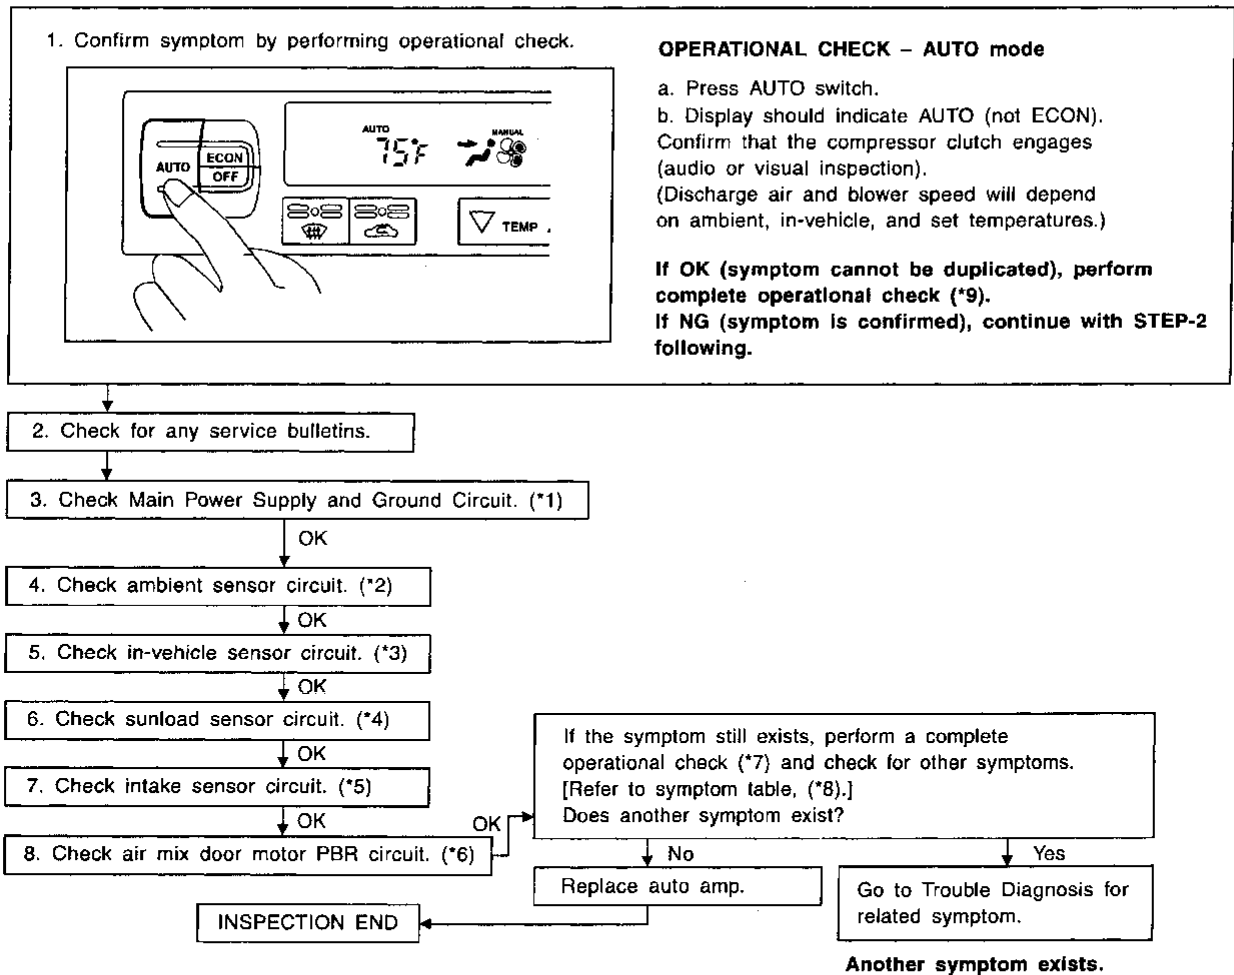 1. Confirm symptom by performing operational check.
AUTO
ECON
OFF
AUTO
75°F
MANUAL
TEMP
OPERATIONAL CHECK – AUTO mode
a. Press AUTO switch.
b. Display should indicate AUTO (not ECON).
Confirm that the compressor clutch engages
(audio or visual inspection).
(Discharge air and blower speed will depend
on ambient, in-vehicle, and set temperatures.)
If OK (symptom cannot be duplicated), perform
complete operational check (*9).
If NG (symptom is confirmed), continue with STEP-2
following.
2. Check for any service bulletins.
3. Check Main Power Supply and Ground Circuit. (*1)
OK
4. Check ambient sensor circuit. (*2)
OK
5. Check in-vehicle sensor circuit. (*3)
OK
6. Check sunload sensor circuit. (*4)
OK
7. Check intake sensor circuit. (*5)
OK
8. Check air mix door motor PBR circuit. (*6)
OK
If the symptom still exists, perform a complete
operational check (*7) and check for other symptoms.
[Refer to symptom table, (*8).]
Does another symptom exist?
No
Yes
Replace auto amp.
Go to Trouble Diagnosis for
related symptom.
INSPECTION END
Another symptom exists.